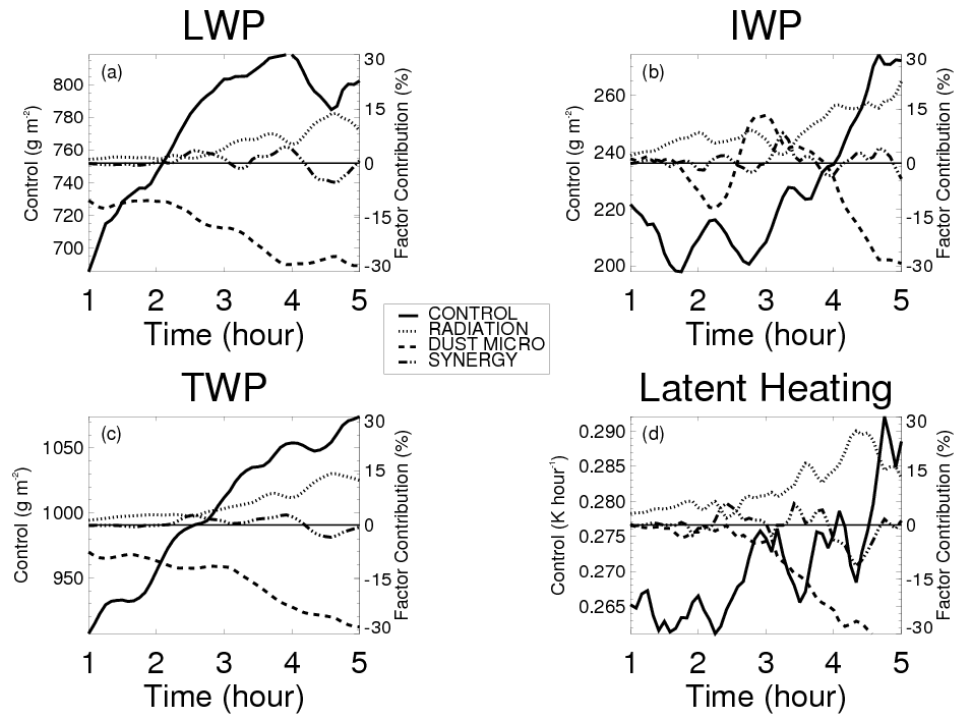 LWP
(a)
800
780
760
740
720
700
Control (g m-2)
30
15
0
-15
-30
Factor Contribution (%)
1 2 3 4 5
Time (hour)
IWP
(b)
260
240
220
200
Control (g m-2)
30
15
0
-15
-30
Factor Contribution (%)
1 2 3 4 5
Time (hour)
CONTROL
RADIATION
DUST MICRO
SYNERGY
TWP
(c)
1050
1000
950
Control (g m-2)
30
15
0
-15
-30
Factor Contribution (%)
1 2 3 4 5
Time (hour)
Latent Heating
(d)
0.290
0.285
0.280
0.275
0.270
0.265
Control (K hour-1)
30
15
0
-15
-30
Factor Contribution (%)
1 2 3 4 5
Time (hour)